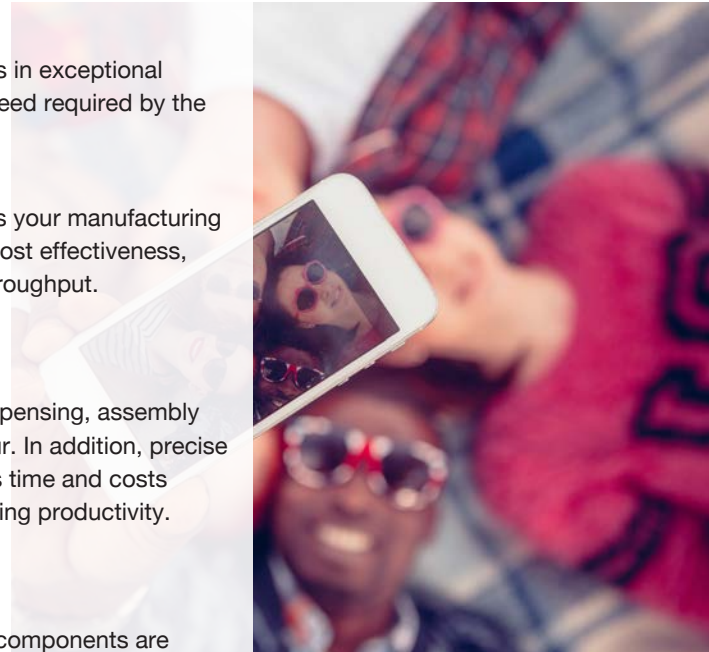 s in exceptional
eed required by the
s your manufacturing
ost effectiveness,
roughput.
pensing, assembly
ur. In addition, precise
s time and costs
ing productivity.
components are